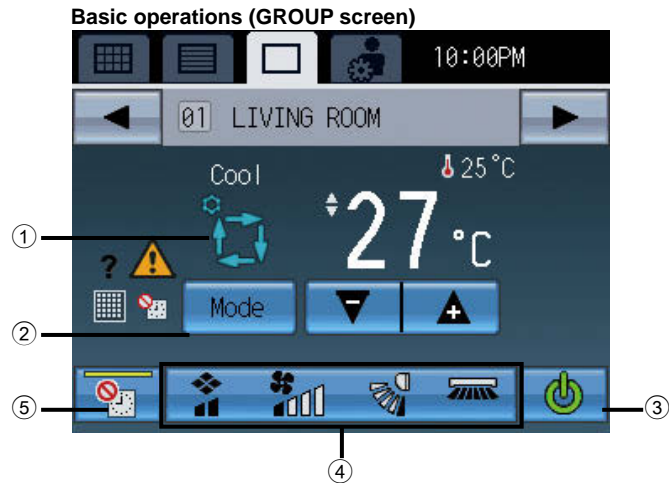 Basic operations (GROUP screen)
10:00PM
01 LIVING ROOM
Cool
25°C
27°C
①
?
Mode
− +
②
⑤
③
④